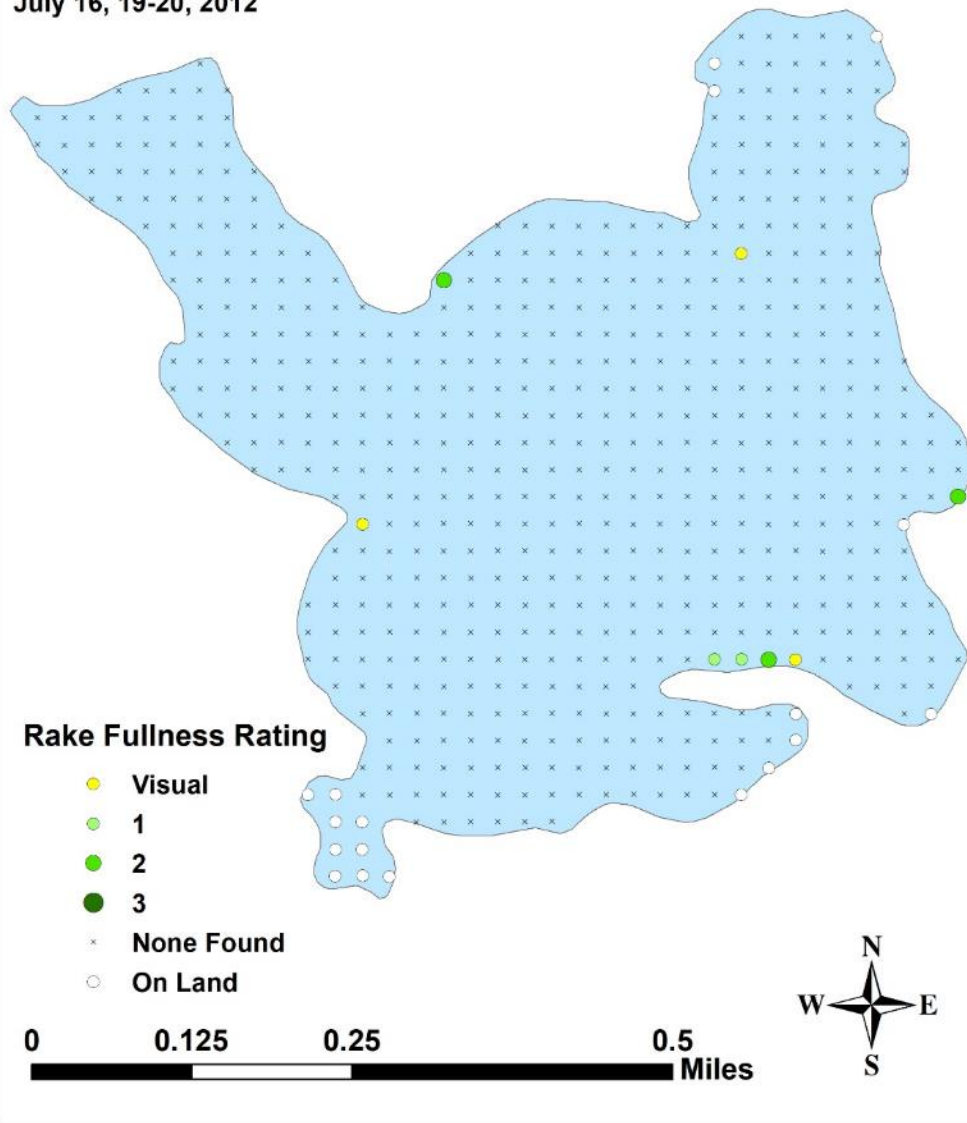 July 16, 19-20, 2012
Rake Fullness Rating
Visual
1
2
3
None Found
On Land
N
W E
S
0 0.125 0.25 0.5
Miles